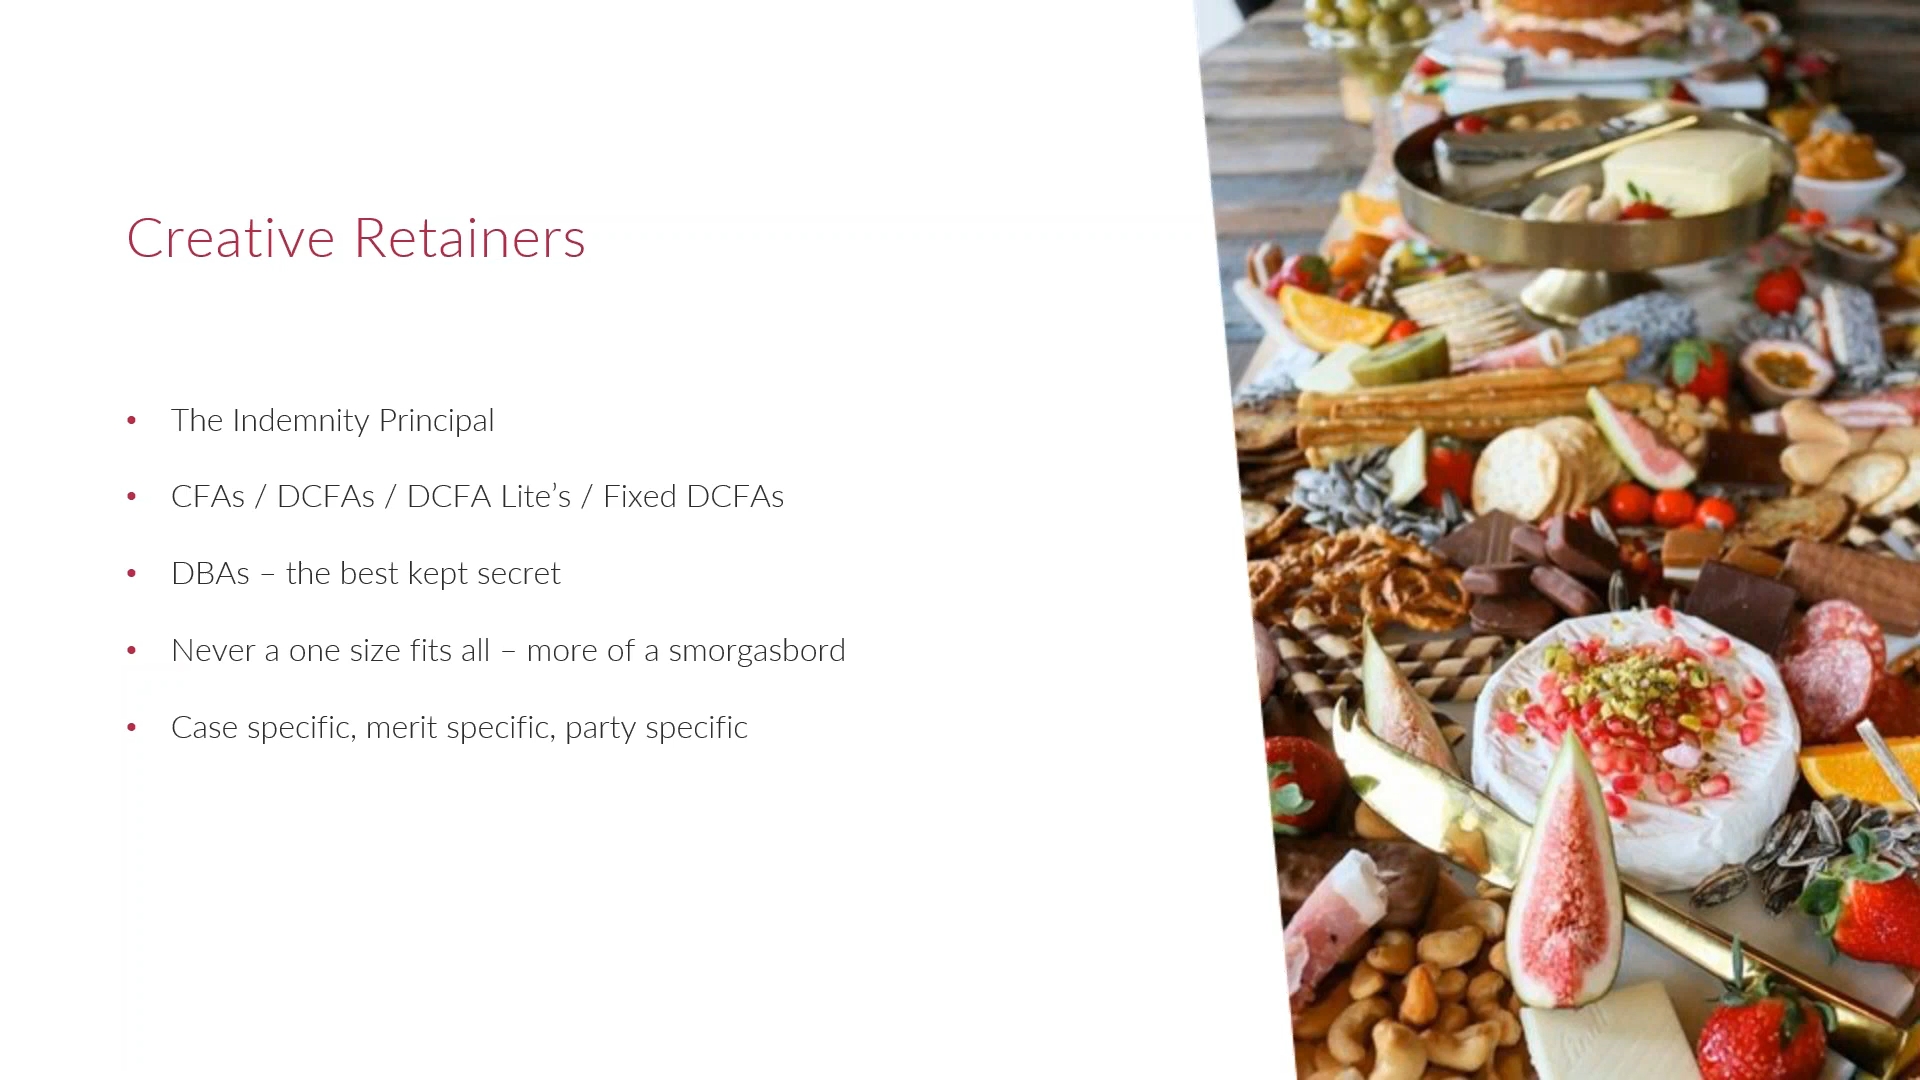 Creative Retainers
• The Indemnity Principal
• CFAs / DCFAs / DCFA Lite’s / Fixed DCFAs
• DBAs – the best kept secret
• Never a one size fits all – more of a smorgasbord
• Case specific, merit specific, party specific